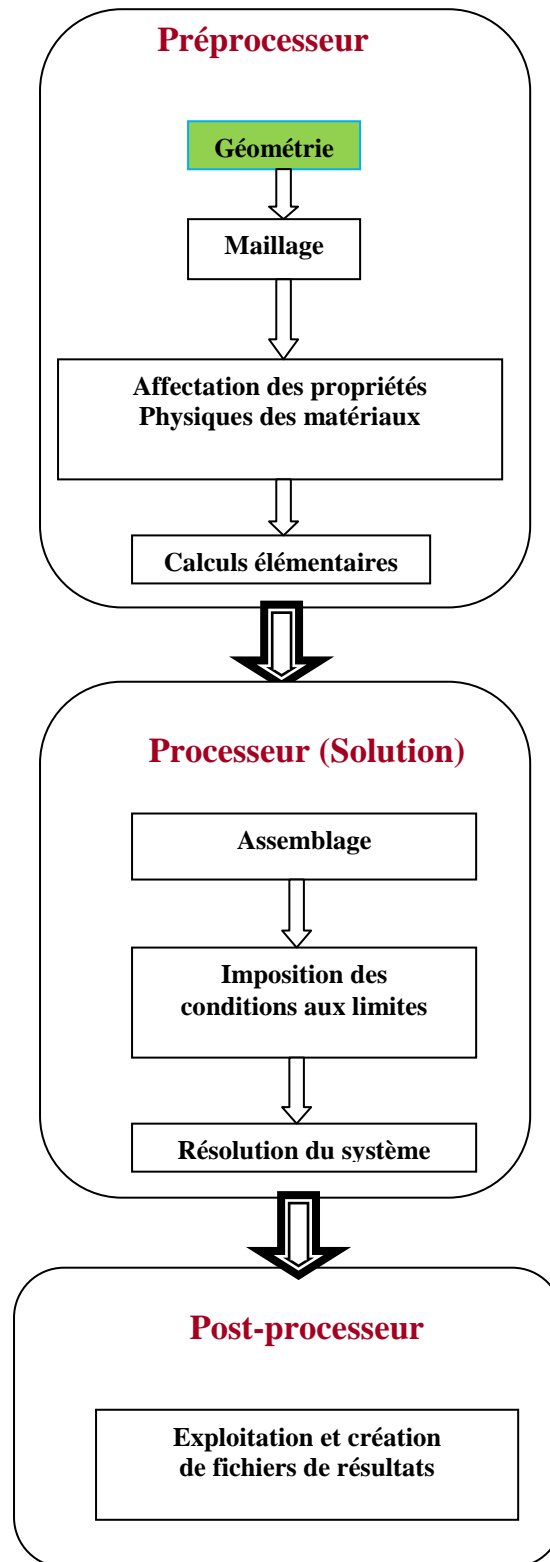 Préprocesseur
Géométrie
Maillage
Affectation des propriétés
Physiques des matériaux
Calculs élémentaires
Processeur (Solution)
Assemblage
Imposition des
conditions aux limites
Résolution du système
Post-processeur
Exploitation et création
de fichiers de résultats